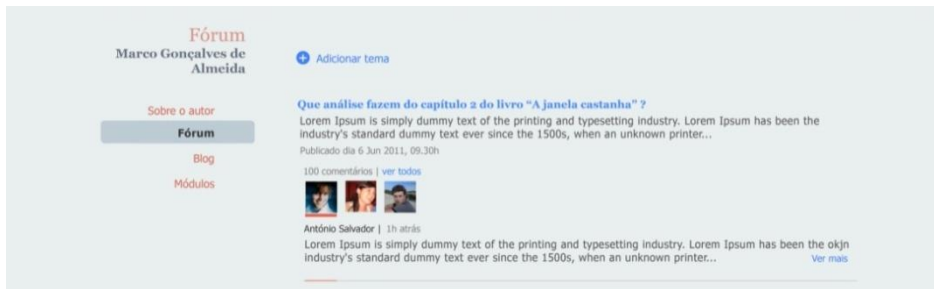 Fórum
Marco Gonçalves de
Almeida
Sobre o autor
Fórum
Blog
Módulos
Adicionar tema
Que análise fazem do capítulo 2 do livro “A janela castanha” ?
Lorem Ipsum is simply dummy text of the printing and typesetting industry. Lorem Ipsum has been the
industry's standard dummy text ever since the 1500s, when an unknown printer...
Publicado dia 6 Jun 2011, 09.30h
100 comentários | ver todos
António Salvador | 1h atrás
Lorem Ipsum is simply dummy text of the printing and typesetting industry. Lorem Ipsum has been the okjn
industry's standard dummy text ever since the 1500s, when an unknown printer...
Ver mais